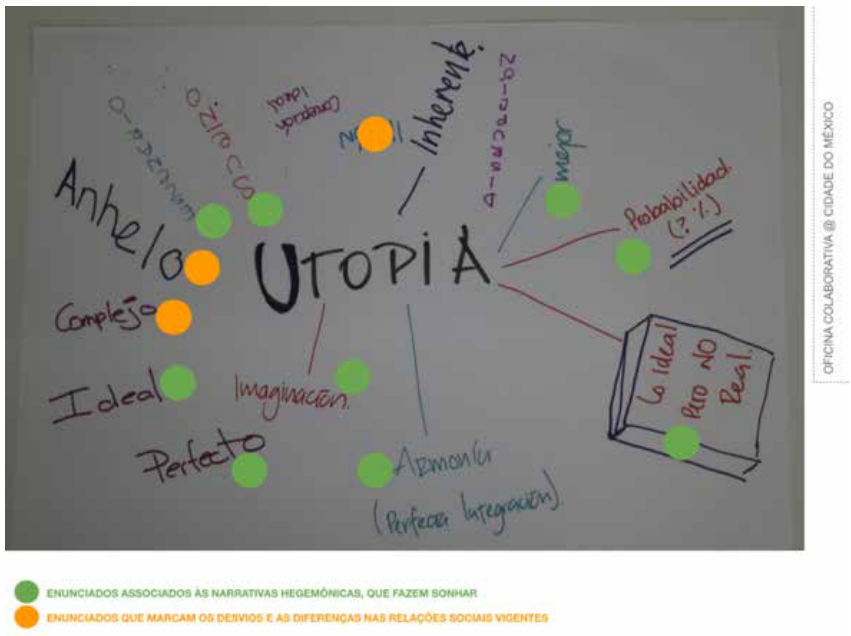 Concepción
Ideal
Inherente.
mejor
Probabilidad.
(? %)
Anhelo
UTOPIA
Complejo
Ideal
Imaginación.
Lo Ideal
Pero NO
Real.
Perfecto
Armonía
(Perfecta Integración).
OFICINA COLABORATIVA @ CIDADE DO MÉXICO
ENUNCIADOS ASSOCIADOS ÀS NARRATIVAS HEGEMÔNICAS, QUE FAZEM SONHAR
ENUNCIADOS QUE MARCAM OS DESVIOS E AS DIFERENÇAS NAS RELAÇÕES SOCIAIS VIGENTES